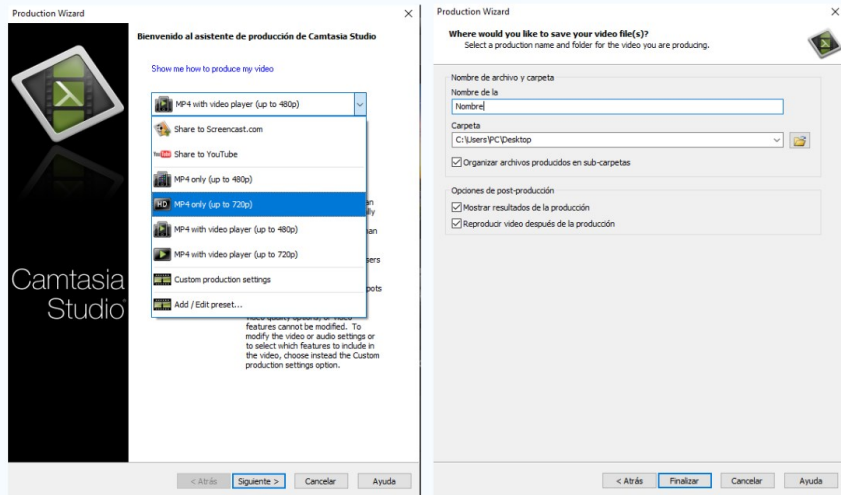 Production Wizard
Bienvenido al asistente de producción de Camtasia Studio
Show me how to produce my video
MP4 with video player (up to 480p)
Share to Screencast.com
Share to YouTube
MP4 only (up to 480p)
MP4 only (up to 720p)
MP4 with video player (up to 480p)
MP4 with video player (up to 720p)
Custom production settings
Add / Edit preset...
features cannot be modified. To
modify the video or audio settings or
to select which features to include in
the video, choose instead the Custom
production settings option.
Camtasia
Studio
< Atrás
Siguiente >
Cancelar
Ayuda
Production Wizard
Where would you like to save your video file(s)?
Select a production name and folder for the video you are producing.
Nombre de archivo y carpeta
Nombre de la
Nombre
Carpeta
C:\Users\PC\Desktop
Organizar archivos producidos en sub-carpetas
Opciones de post-producción
Mostrar resultados de la producción
Reproducir video después de la producción
< Atrás
Finalizar
Cancelar
Ayuda